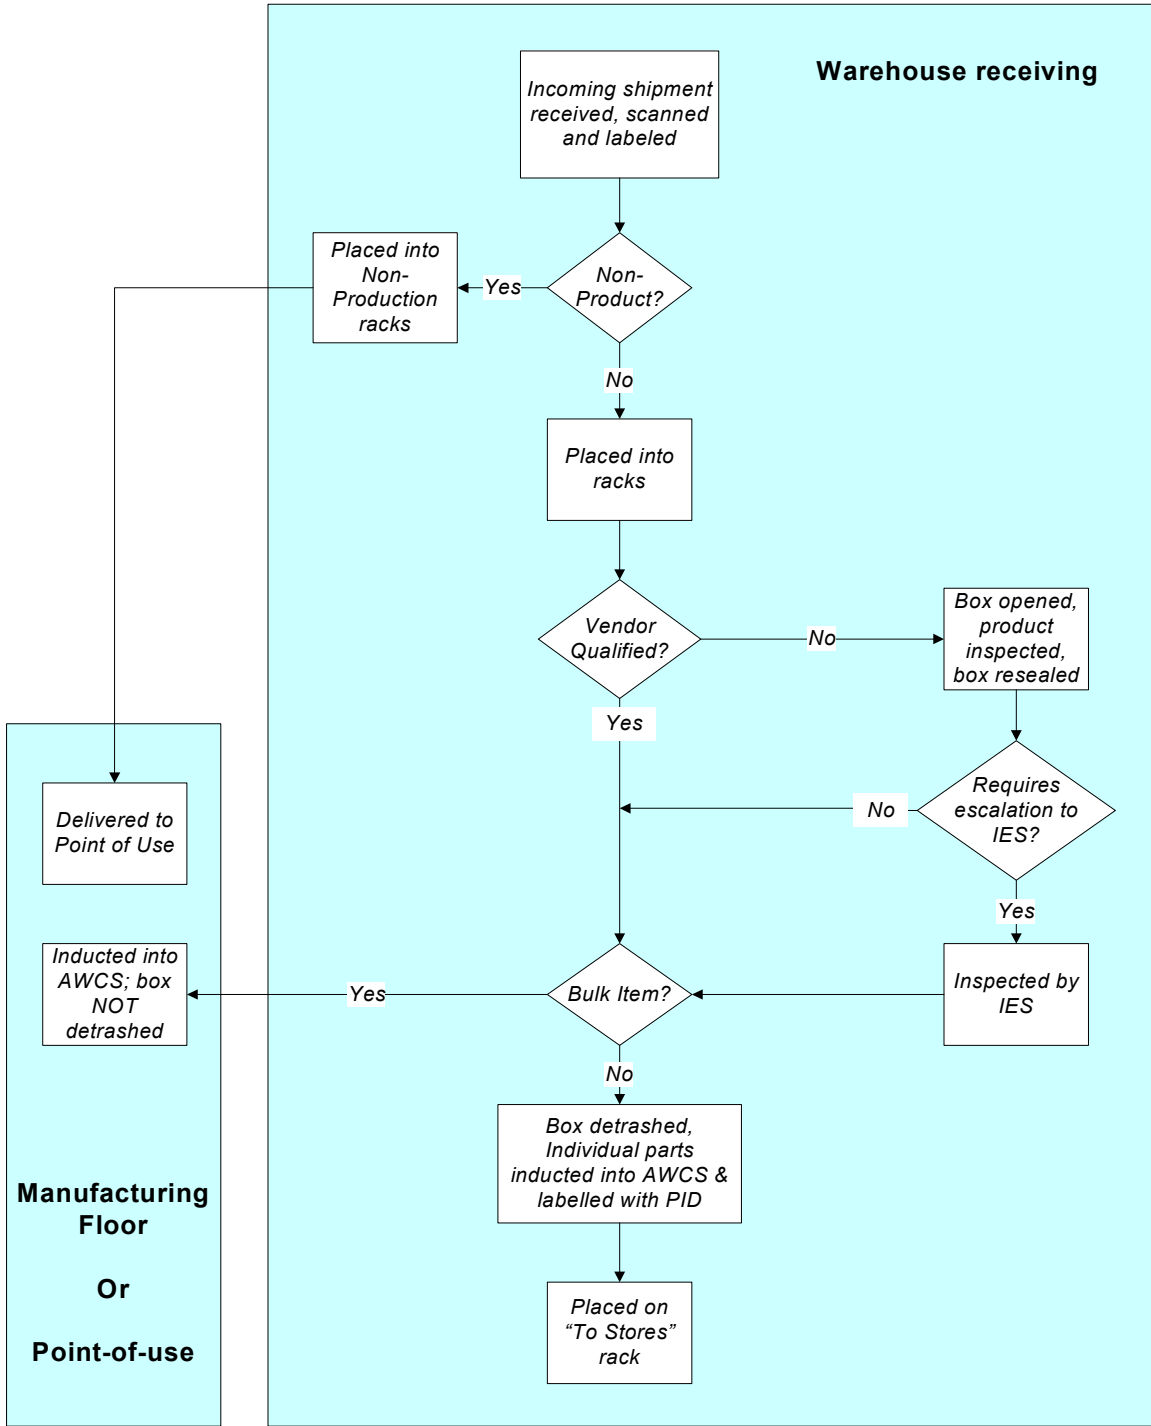 Warehouse receiving
Incoming shipment
received, scanned
and labeled
Placed into
Non-
Production
racks
Yes
Non-
Product?
No
Placed into
racks
Vendor
Qualified?
No
Box opened,
product
inspected,
box resealed
Yes
Requires
escalation to
IES?
No
Delivered to
Point of Use
Yes
Inducted into
AWCS; box
NOT
detrashed
Yes
Bulk Item?
Inspected by
IES
No
Box detrashed,
Individual parts
inducted into AWCS &
labelled with PID
Manufacturing
Floor
Or
Point-of-use
Placed on
“To Stores”
rack